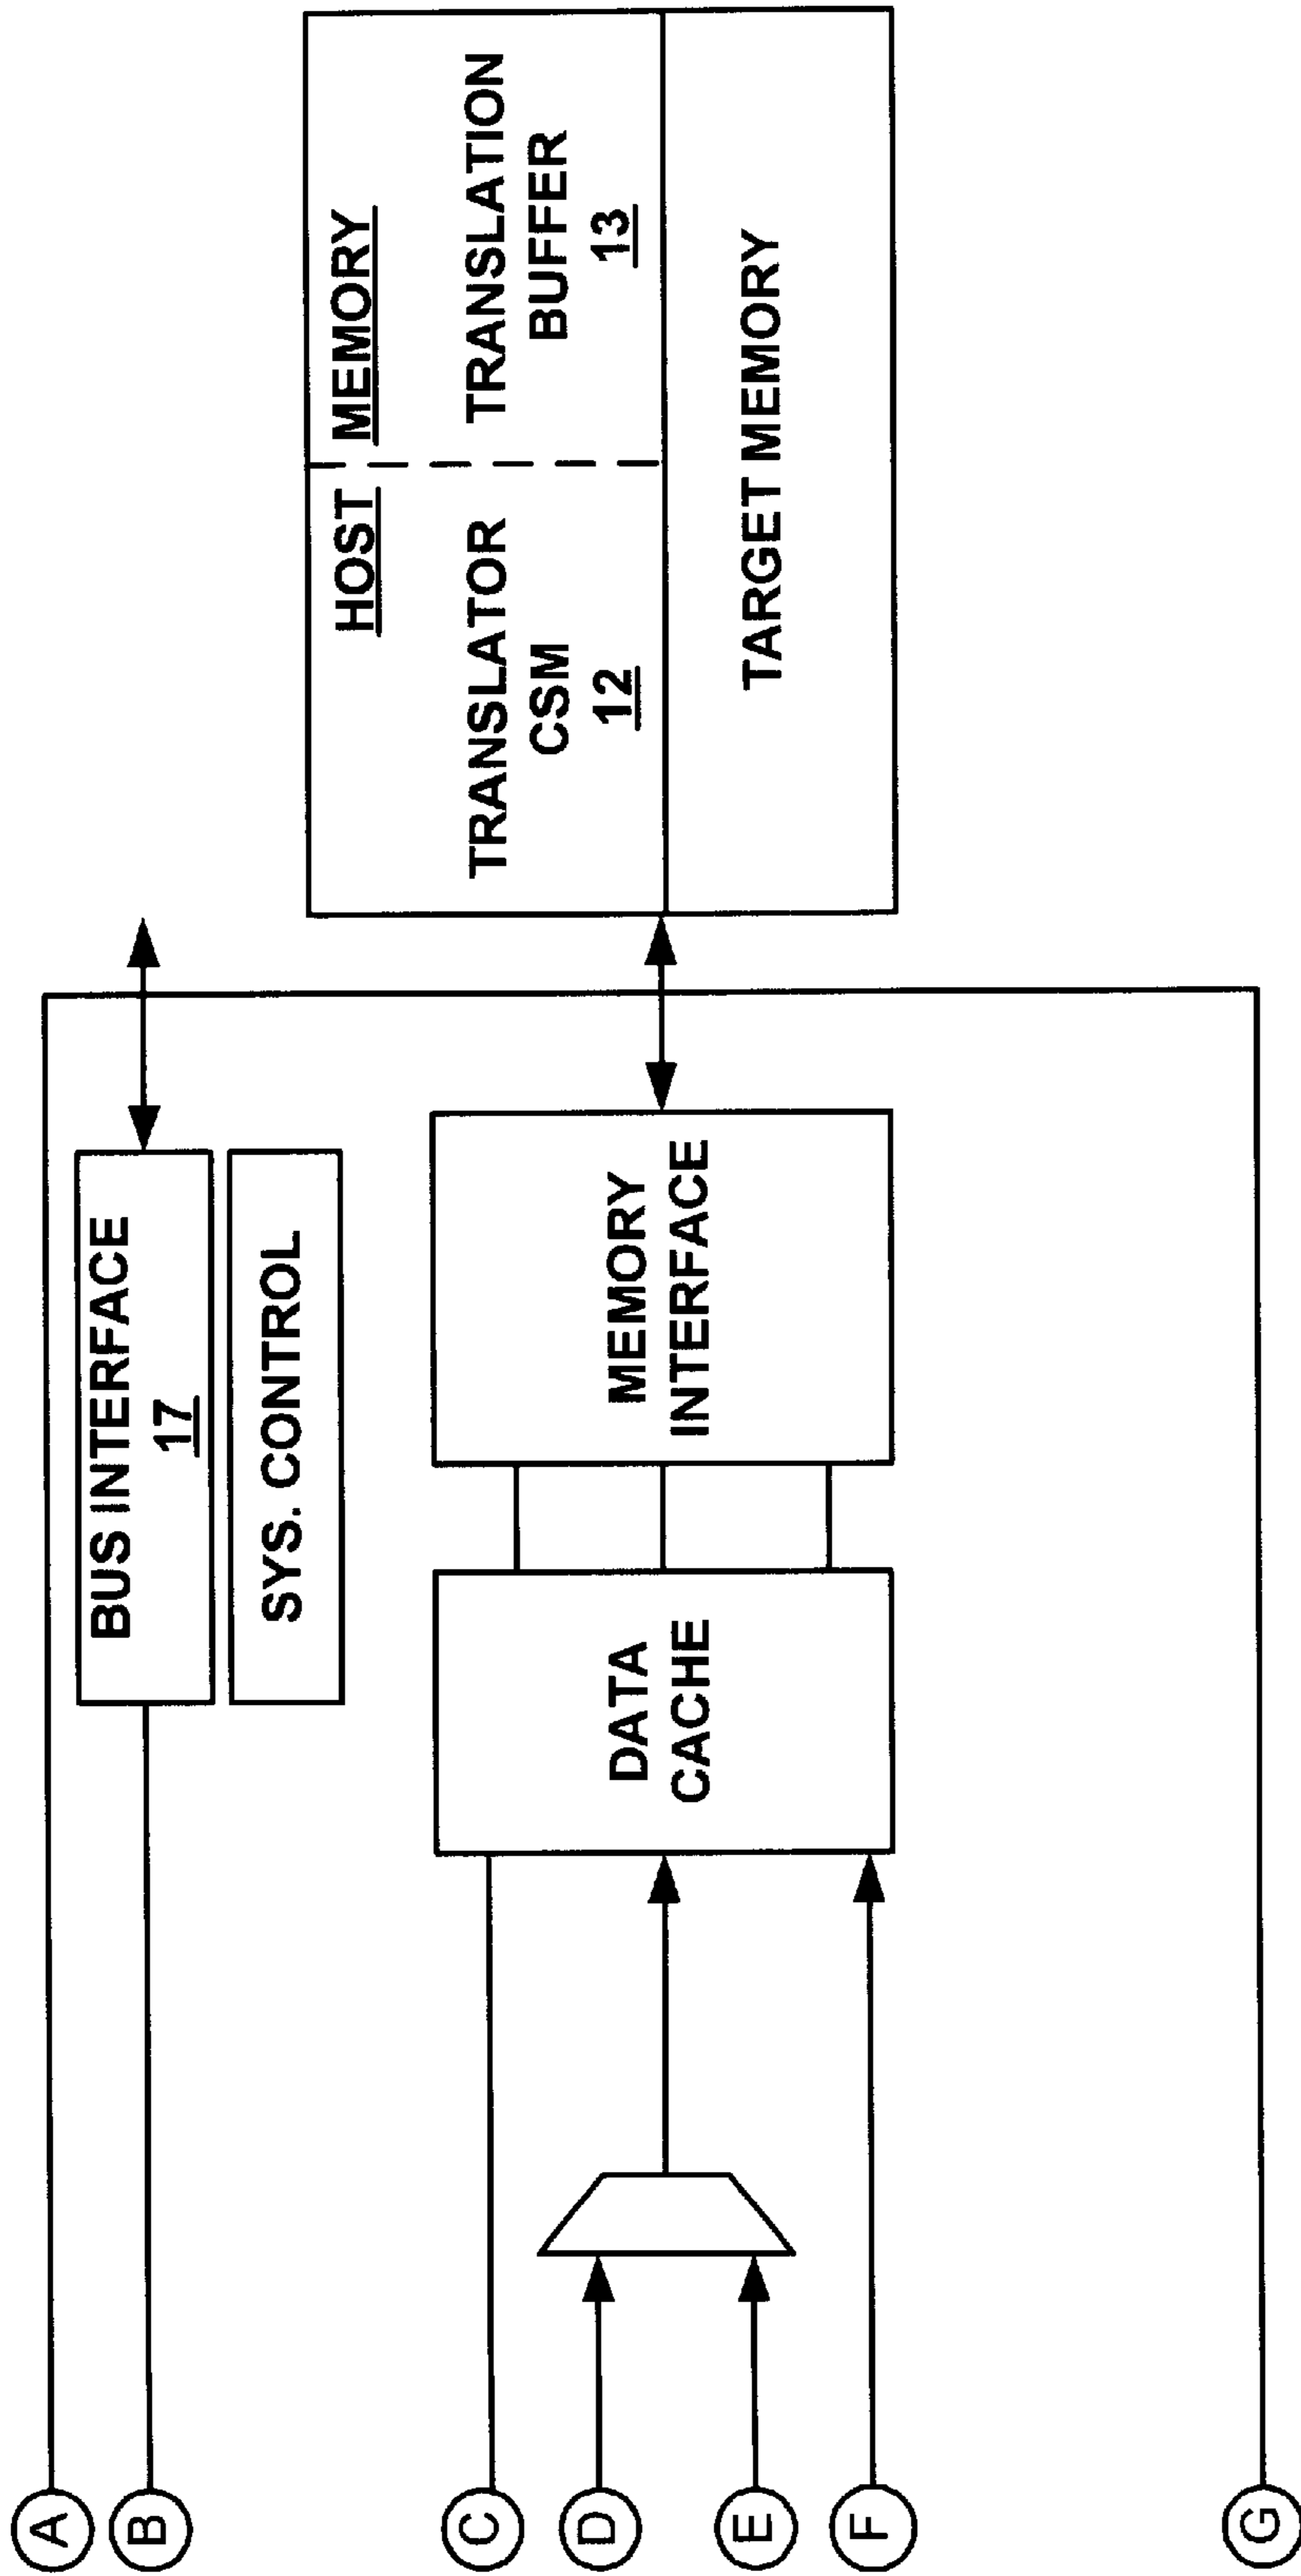 A
B
BUS INTERFACE
17
SYS. CONTROL
HOST MEMORY
TRANSLATOR
CSM
12
TRANSLATION
BUFFER
13
TARGET MEMORY
C
D
E
F
DATA
CACHE
MEMORY
INTERFACE
G